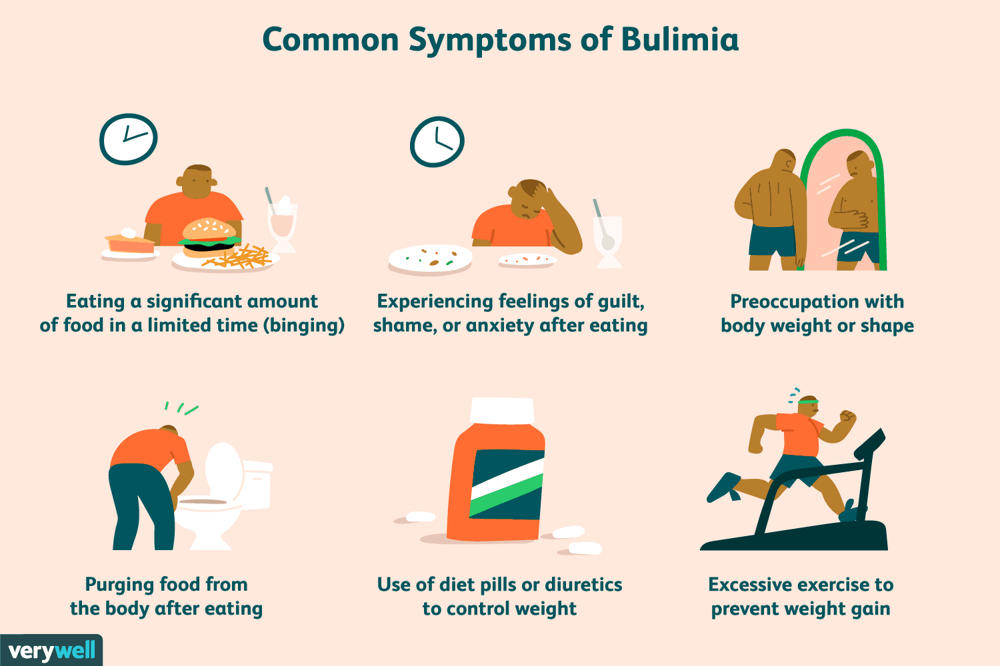 Common Symptoms of Bulimia
Eating a significant amount
of food in a limited time (binging)
Experiencing feelings of guilt,
shame, or anxiety after eating
Preoccupation with
body weight or shape
Purging food from
the body after eating
Use of diet pills or diuretics
to control weight
Excessive exercise to
prevent weight gain
verywell